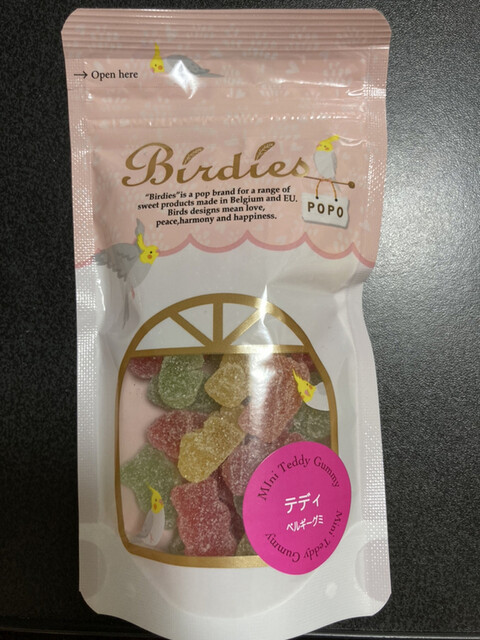 → Open here
Birdies
"Birdies"is a pop brand for a range of
sweet products made in Belgium and EU.
Birds designs mean love,
peace,harmony and happiness.
POPO
MIni Teddy Gummy
テディ
ベルギーグミ
Mini Teddy Gummy